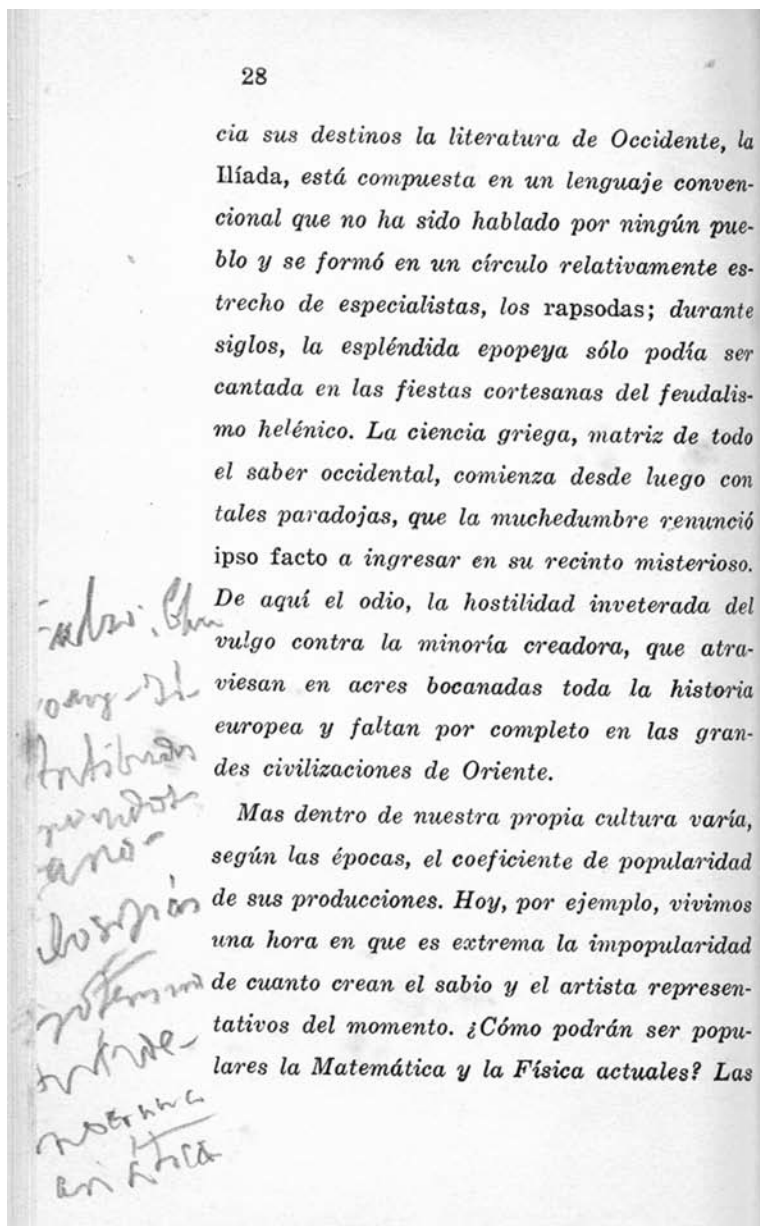 28
cia sus destinos la literatura de Occidente, la
Ilíada, está compuesta en un lenguaje conven-
cional que no ha sido hablado por ningún pue-
blo y se formó en un círculo relativamente es-
trecho de especialistas, los rapsodas; durante
siglos, la espléndida epopeya sólo podía ser
cantada en las fiestas cortesanas del feudalis-
mo helénico. La ciencia griega, matriz de todo
el saber occidental, comienza desde luego con
tales paradojas, que la muchedumbre renunció
ipso facto a ingresar en su recinto misterioso.
De aquí el odio, la hostilidad inveterada del
vulgo contra la minoría creadora, que atra-
viesan en acres bocanadas toda la historia
europea y faltan por completo en las gran-
des civilizaciones de Oriente.
Mas dentro de nuestra propia cultura varía,
según las épocas, el coeficiente de popularidad
de sus producciones. Hoy, por ejemplo, vivimos
una hora en que es extrema la impopularidad
de cuanto crean el sabio y el artista represen-
tativos del momento. ¿Cómo podrán ser popu-
lares la Matemática y la Física actuales? Las